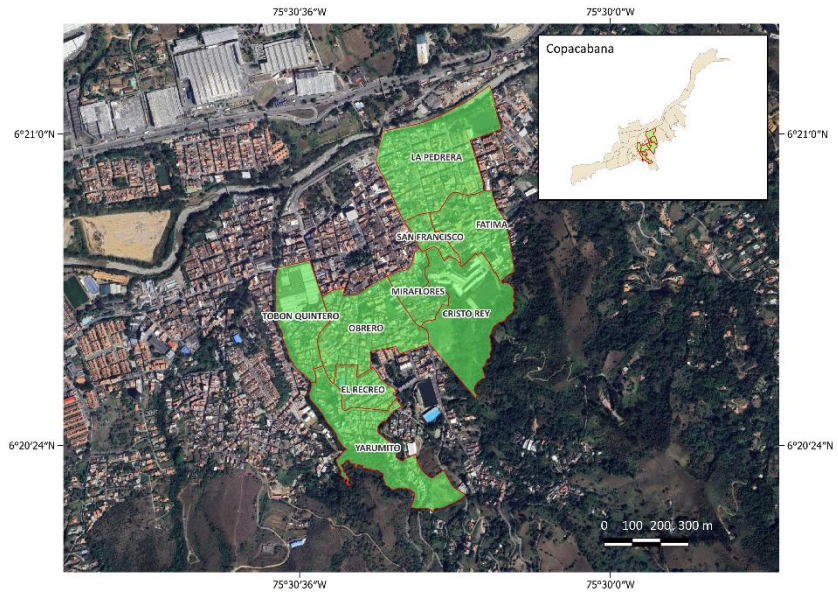 75°30'36"W
75°30'0"W
Copacabana
6°21'0"N
6°21'0"N
LA PEDRERA
FATIMA
SAN FRANCISCO
MIRAFLORES
CRISTO REY
TOBON QUINTERO
OBRERO
EL RECREO
6°20'24"N
YARUMITO
6°20'24"N
0 100 200 300 m
75°30'36"W
75°30'0"W